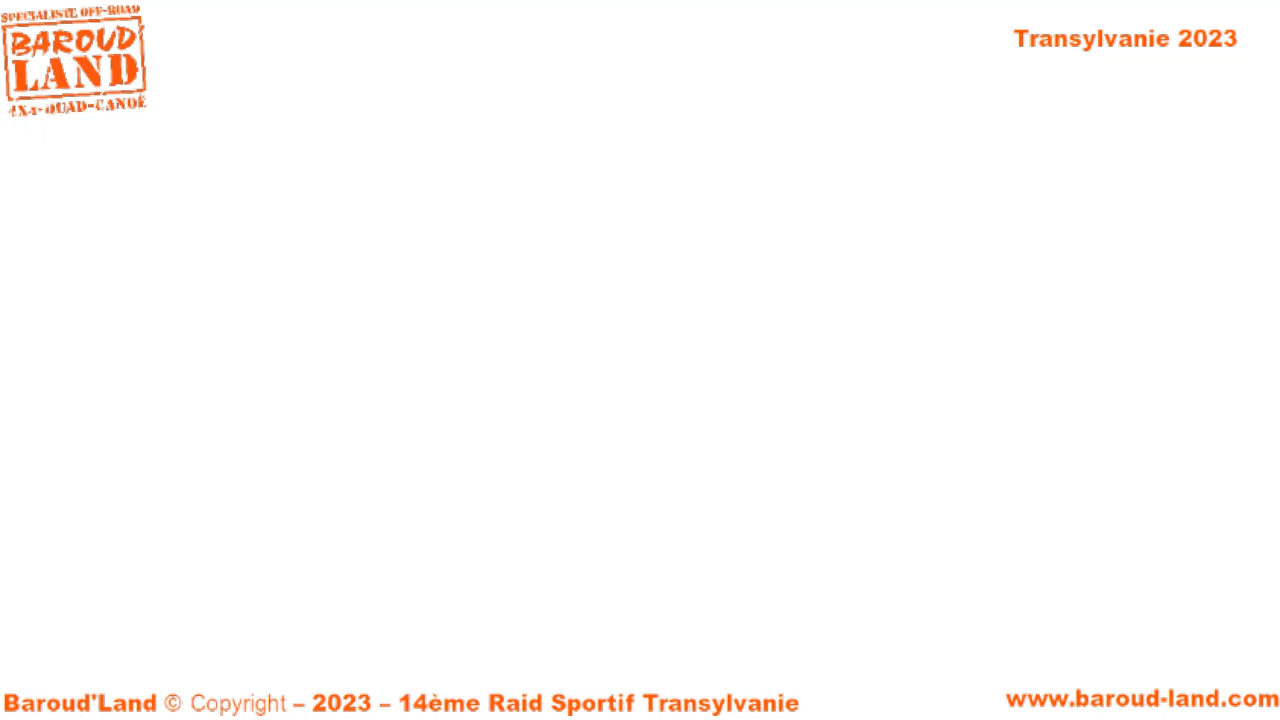 SPECIALISTE OFF-ROAD
BAROUD
LAND
4X4-QUAD-CANOË
Transylvanie 2023
Baroud'Land © Copyright – 2023 – 14ème Raid Sportif Transylvanie
www.baroud-land.com